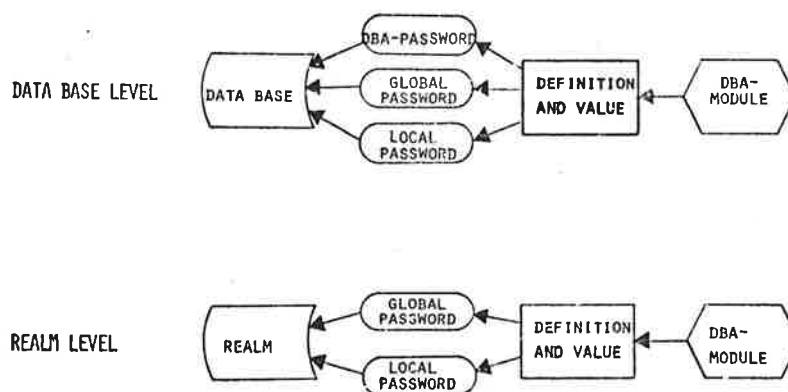 DBA-PASSWORD
DATA BASE LEVEL
DATA BASE
GLOBAL
PASSWORD
DEFINITION
AND VALUE
DBA-
MODULE
LOCAL
PASSWORD
REALM LEVEL
REALM
GLOBAL
PASSWORD
DEFINITION
AND VALUE
DBA-
MODULE
LOCAL
PASSWORD